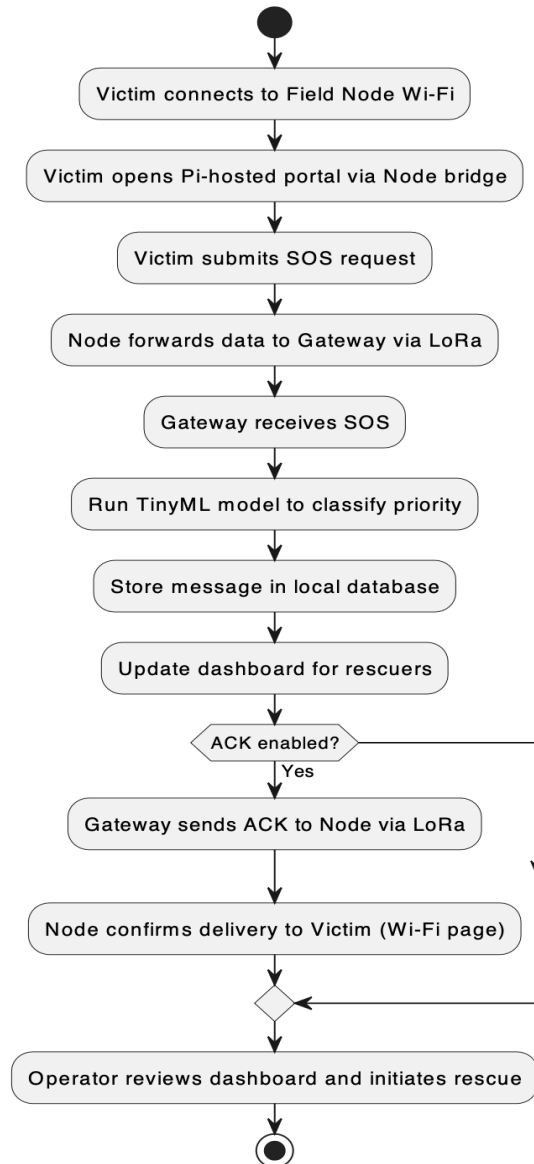 Victim connects to Field Node Wi-Fi
Victim opens Pi-hosted portal via Node bridge
Victim submits SOS request
Node forwards data to Gateway via LoRa
Gateway receives SOS
Run TinyML model to classify priority
Store message in local database
Update dashboard for rescuers
ACK enabled?
Yes
Gateway sends ACK to Node via LoRa
Node confirms delivery to Victim (Wi-Fi page)
Operator reviews dashboard and initiates rescue